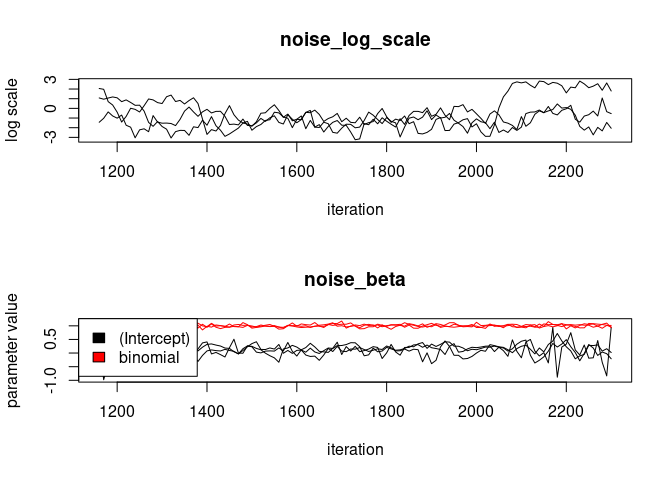 noise_log_scale
log scale
3
0
-3
1200 1400 1600 1800 2000 2200
iteration
noise_beta
parameter value
0.5
-1.0
(Intercept)
binomial
1200 1400 1600 1800 2000 2200
iteration